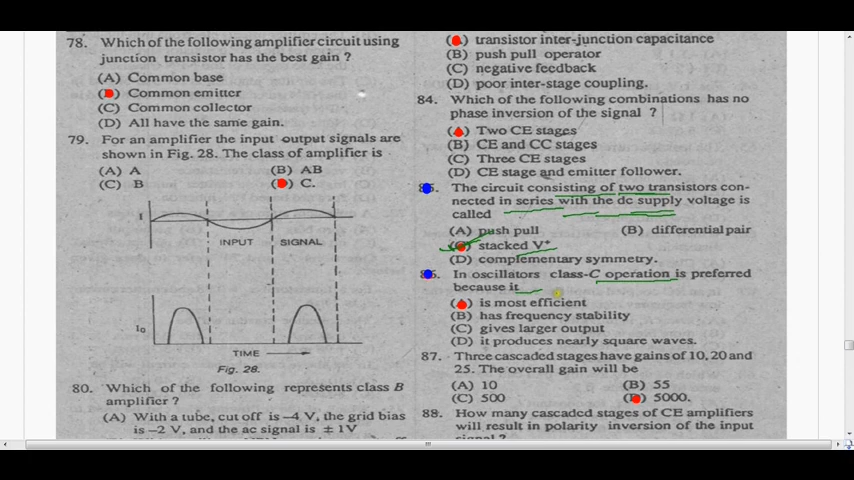 78. Which of the following amplifier circuit using
junction transistor has the best gain ?
(A) Common base
Common emitter
(C) Common collector
(D) All have the same gain.
79. For an amplifier the input output signals are
shown in Fig. 28. The class of amplifier is
(A) A (B) AB
(C) B C.
I
INPUT SIGNAL
TIME
Fig. 28.
80. Which of the following represents class B
amplifier ?
(A) With a tube, cut off is –4 V, the grid bias
is –2 V, and the ac signal is ± 1V
(A) transistor inter-junction capacitance
(B) push pull operator
(C) negative feedback
(D) poor inter-stage coupling.
84. Which of the following combinations has no
phase inversion of the signal ?
Two CE stages
(B) CE and CC stages
(C) Three CE stages
(D) CE stage and emitter follower.
The circuit consisting of two transistors con-
nected in series with the dc supply voltage is
called
(A) push pull (B) differential pair
stacked V+
(D) complementary symmetry.
In oscillators class-C operation is preferred
because it
is most efficient
(B) has frequency stability
(C) gives larger output
(D) it produces nearly square waves.
87. Three cascaded stages have gains of 10, 20 and
25. The overall gain will be
(A) 10 (B) 55
(C) 500 5000.
88. How many cascaded stages of CE amplifiers
will result in polarity inversion of the input